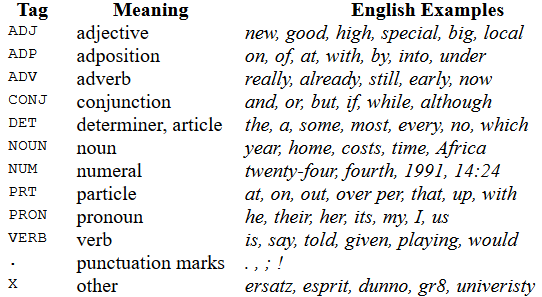 Tag Meaning English Examples
ADJ adjective new, good, high, special, big, local
ADP adposition on, of, at, with, by, into, under
ADV adverb really, already, still, early, now
CONJ conjunction and, or, but, if, while, although
DET determiner, article the, a, some, most, every, no, which
NOUN noun year, home, costs, time, Africa
NUM numeral twenty-four, fourth, 1991, 14:24
PRT particle at, on, out, over per, that, up, with
PRON pronoun he, their, her, its, my, I, us
VERB verb is, say, told, given, playing, would
. punctuation marks . , ; !
X other ersatz, esprit, dunno, gr8, univeristy